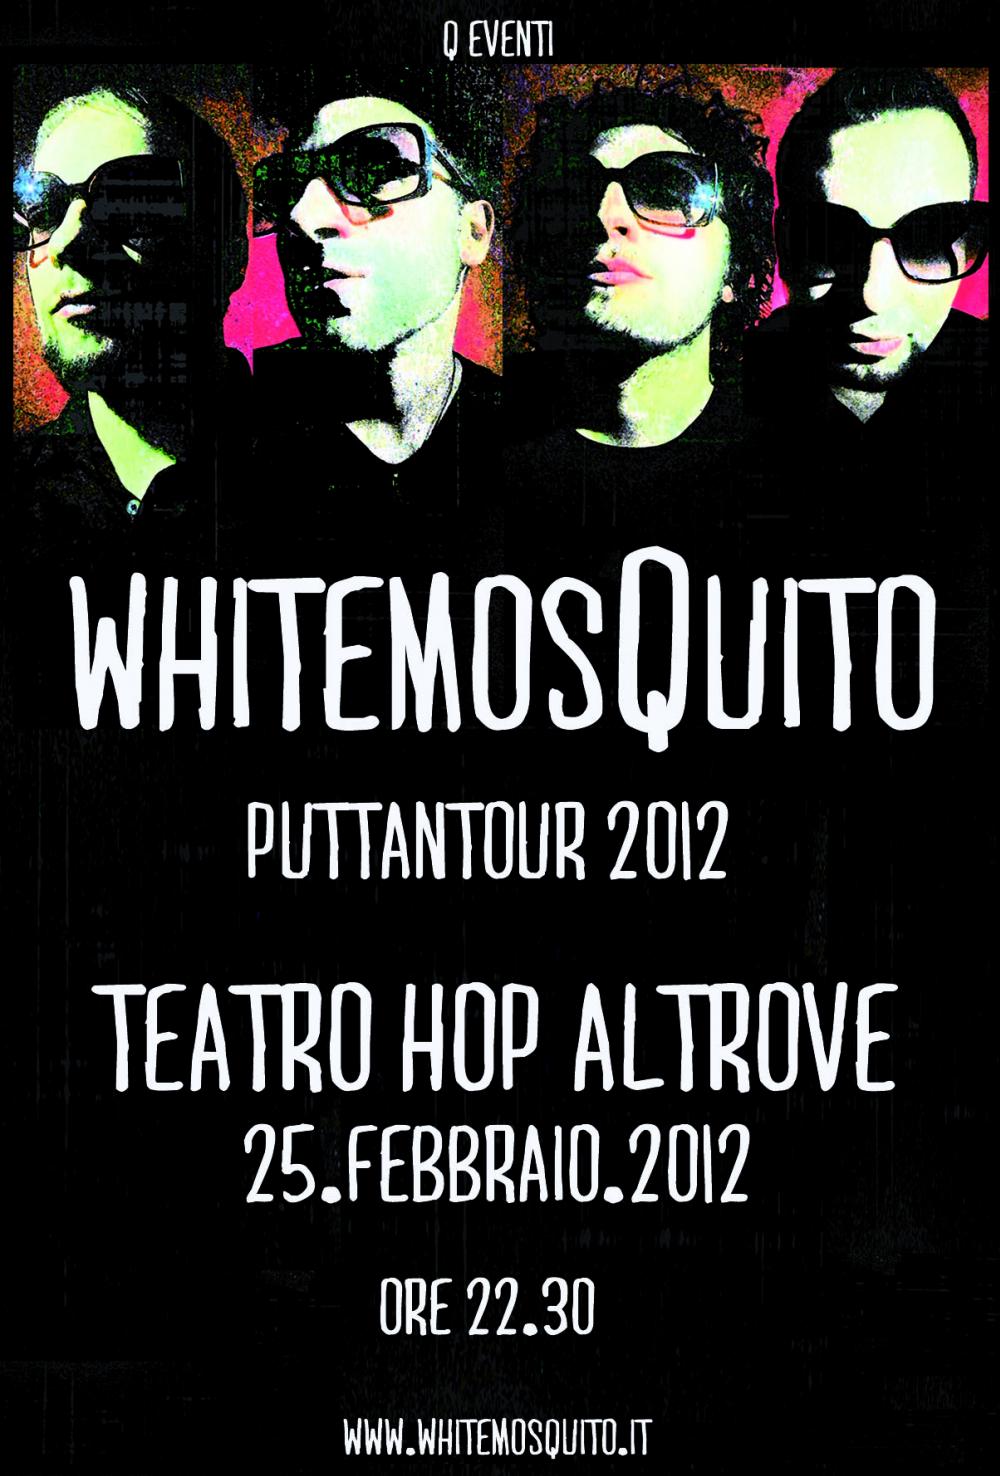 Q EVENTI
WHITEMOSQUITO
PUTTANTOUR 2012
TEATRO HOP ALTROVE
25.FEBBRAIO.2012
ORE 22.30
WWW.WHITEMOSQUITO.IT